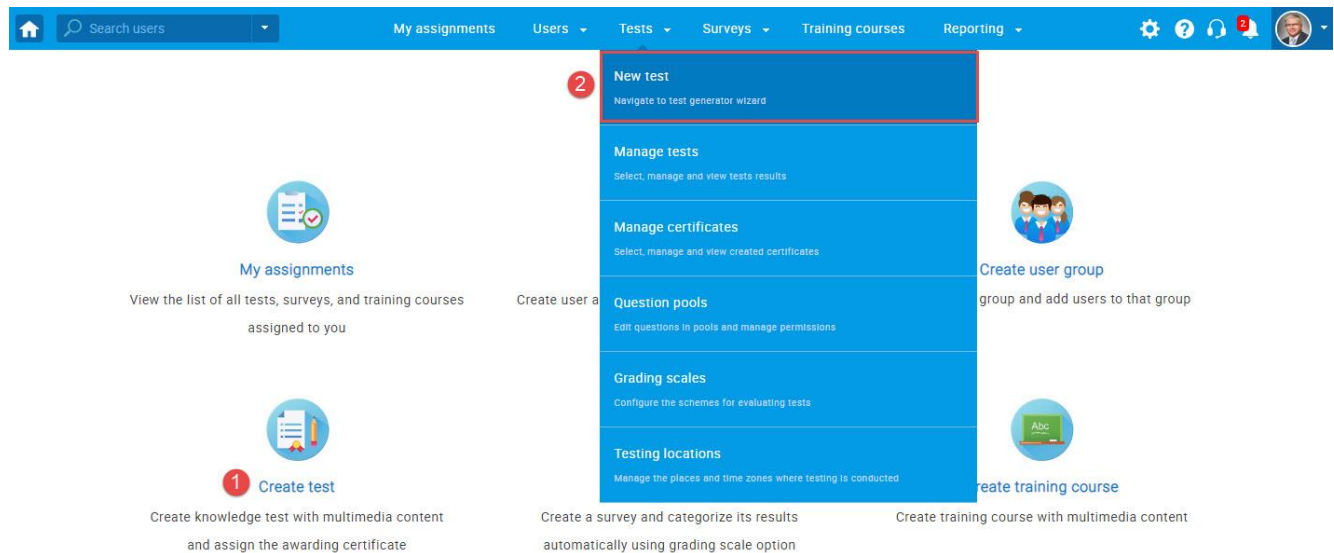 Search users
My assignments
Users
Tests
Surveys
Training courses
Reporting
2
2
New test
Navigate to test generator wizard
Manage tests
Select, manage and view tests results
Manage certificates
Select, manage and view created certificates
Question pools
Edit questions in pools and manage permissions
Grading scales
Configure the schemes for evaluating tests
Testing locations
Manage the places and time zones where testing is conducted
My assignments
View the list of all tests, surveys, and training courses
assigned to you
Create user a
Create user group
group and add users to that group
1
Create test
Create knowledge test with multimedia content
and assign the awarding certificate
Create a survey and categorize its results
automatically using grading scale option
Abc
reate training course
Create training course with multimedia content